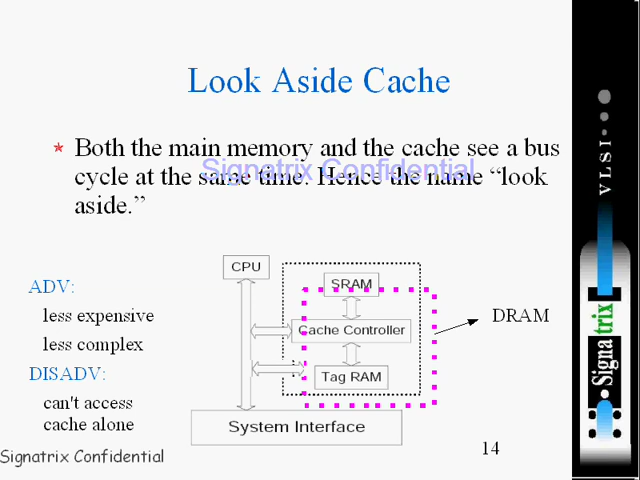 Look Aside Cache
Both the main memory and the cache see a bus
cycle at the same time. Hence the name “look
aside.”
Signatrix Confidential
CPU
SRAM
ADV:
less expensive
less complex
DISADV:
can't access
cache alone
Cache Controller
DRAM
Tag RAM
System Interface
14
Signatrix Confidential
VLSI
Signatrix